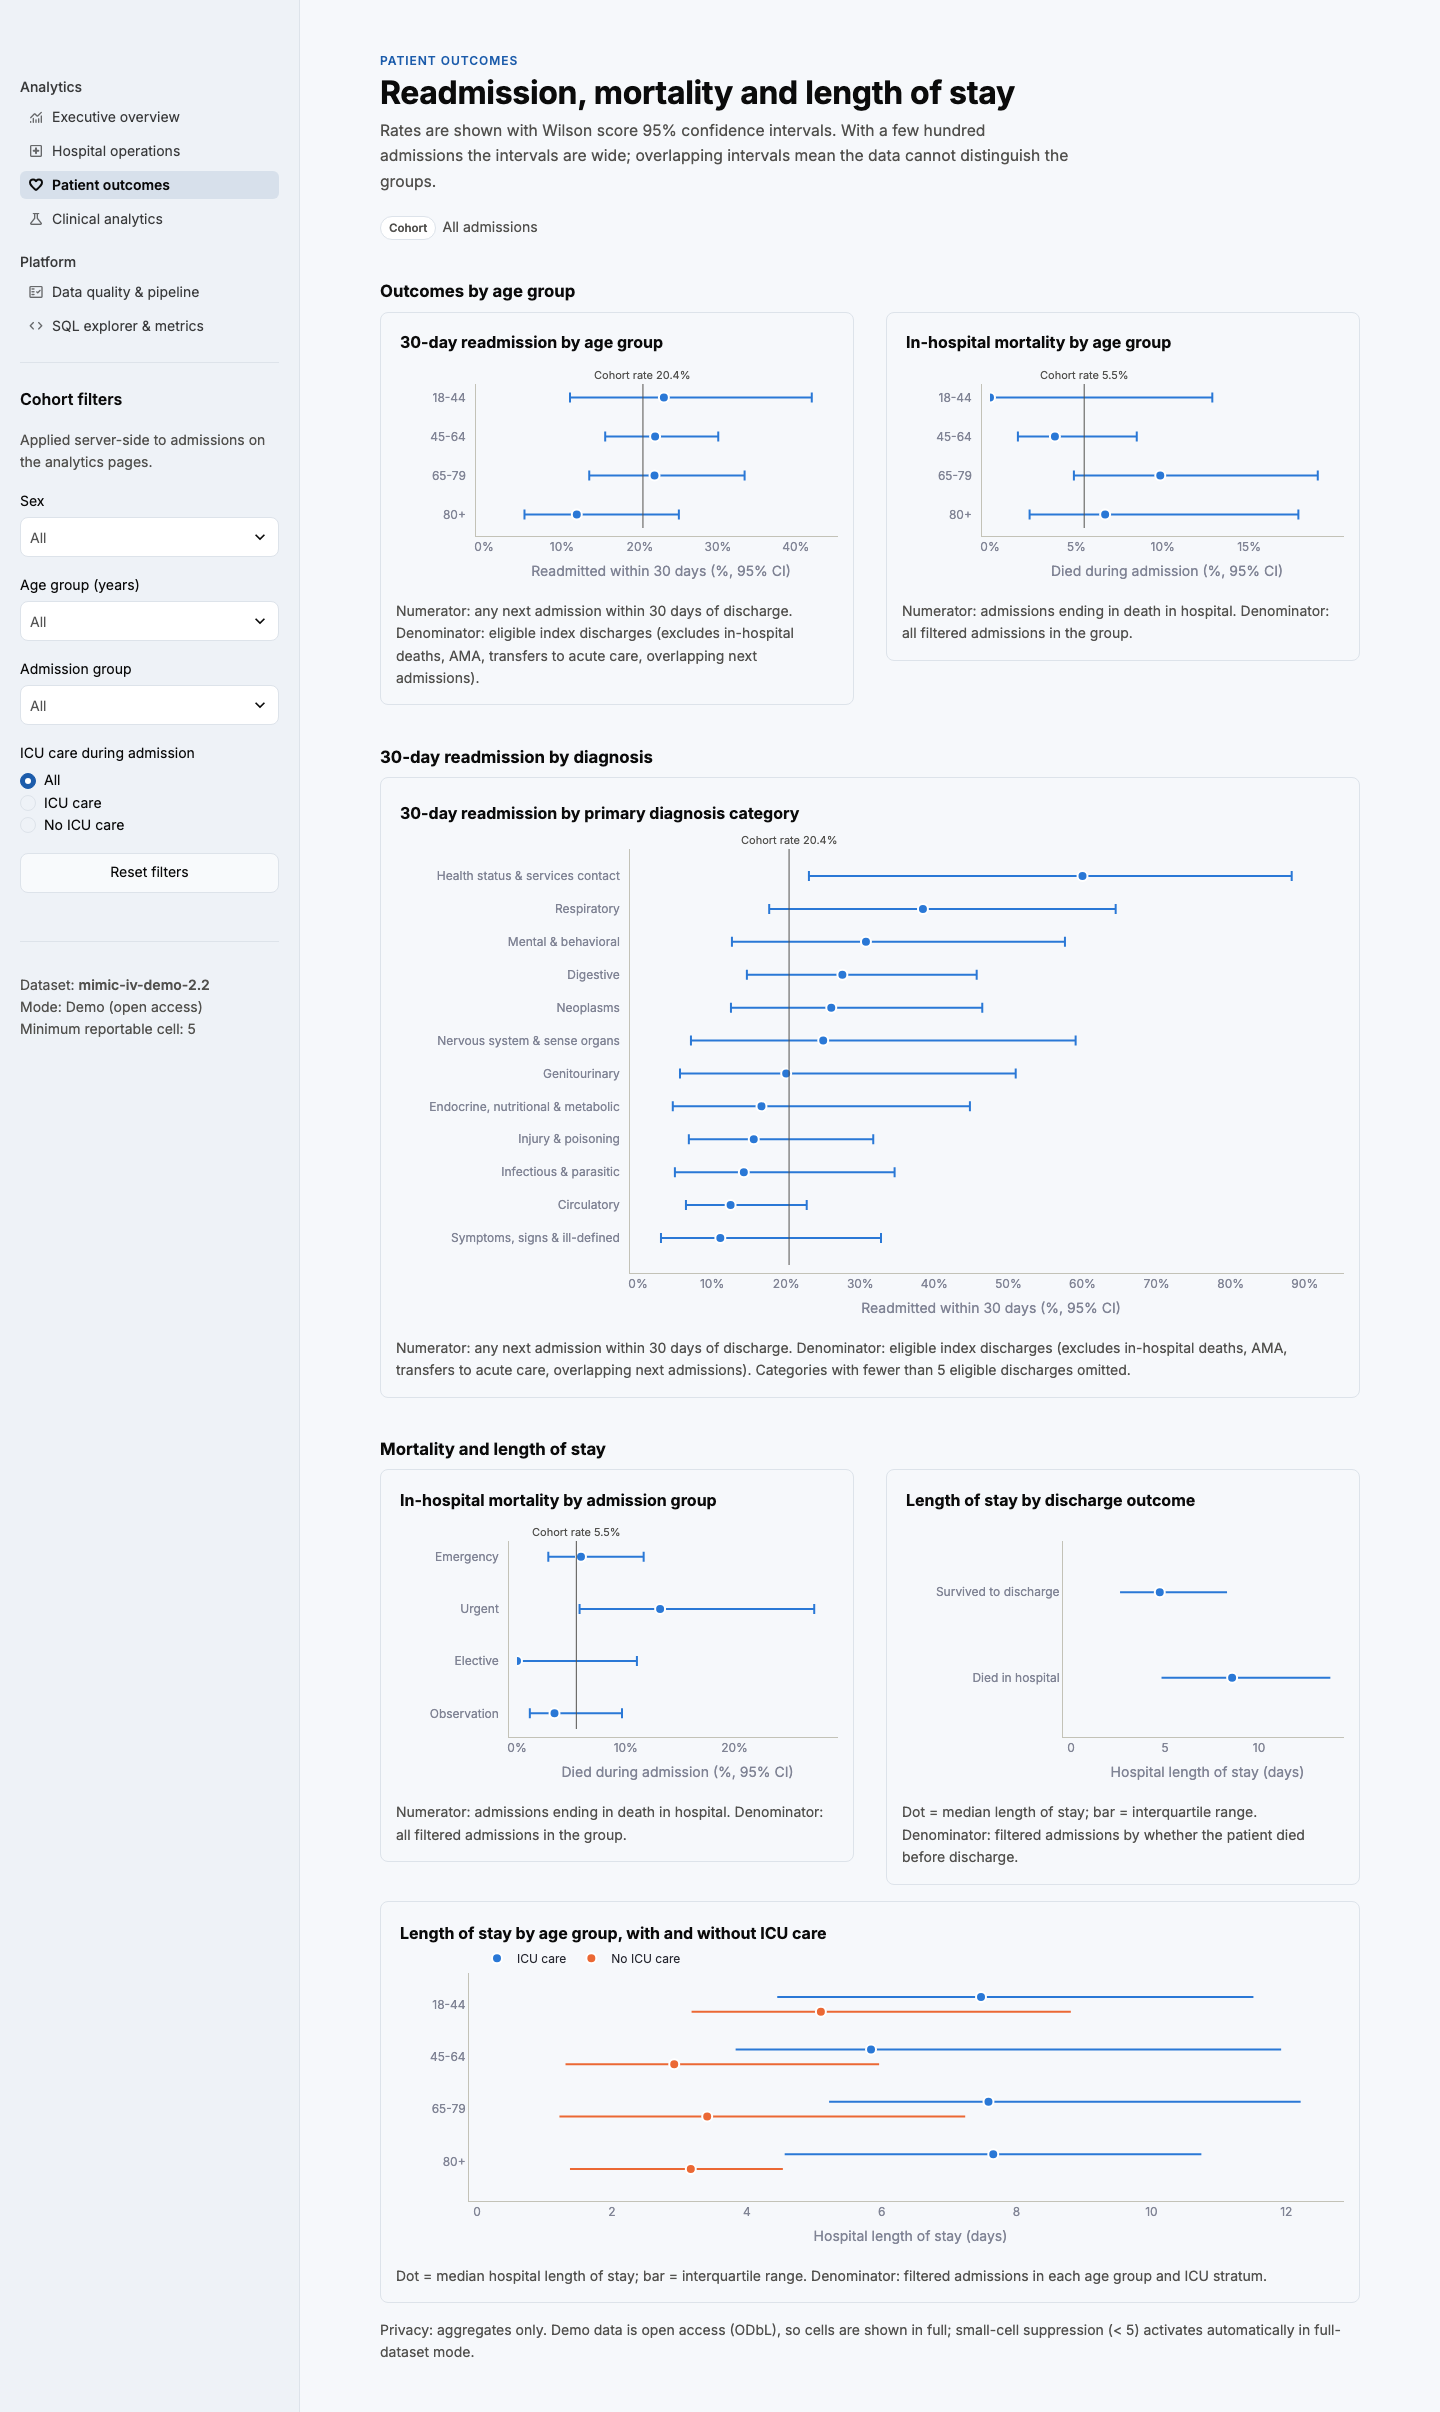 Analytics
Executive overview
Hospital operations
Patient outcomes
Clinical analytics
Platform
Data quality & pipeline
SQL explorer & metrics
Cohort filters
Applied server-side to admissions on
the analytics pages.
Sex
All
Age group (years)
All
Admission group
All
ICU care during admission
All
ICU care
No ICU care
Reset filters
Dataset: mimic-iv-demo-2.2
Mode: Demo (open access)
Minimum reportable cell: 5
PATIENT OUTCOMES
Readmission, mortality and length of stay
Rates are shown with Wilson score 95% confidence intervals. With a few hundred
admissions the intervals are wide; overlapping intervals mean the data cannot distinguish the
groups.
Cohort All admissions
Outcomes by age group
30-day readmission by age group
Cohort rate 20.4%
18-44
45-64
65-79
80+
0% 10% 20% 30% 40%
Readmitted within 30 days (%, 95% CI)
Numerator: any next admission within 30 days of discharge.
Denominator: eligible index discharges (excludes in-hospital
deaths, AMA, transfers to acute care, overlapping next
admissions).
In-hospital mortality by age group
Cohort rate 5.5%
18-44
45-64
65-79
80+
0% 5% 10% 15%
Died during admission (%, 95% CI)
Numerator: admissions ending in death in hospital. Denominator:
all filtered admissions in the group.
30-day readmission by diagnosis
30-day readmission by primary diagnosis category
Cohort rate 20.4%
Health status & services contact
Respiratory
Mental & behavioral
Digestive
Neoplasms
Nervous system & sense organs
Genitourinary
Endocrine, nutritional & metabolic
Injury & poisoning
Infectious & parasitic
Circulatory
Symptoms, signs & ill-defined
0% 10% 20% 30% 40% 50% 60% 70% 80% 90%
Readmitted within 30 days (%, 95% CI)
Numerator: any next admission within 30 days of discharge. Denominator: eligible index discharges (excludes in-hospital deaths, AMA,
transfers to acute care, overlapping next admissions). Categories with fewer than 5 eligible discharges omitted.
Mortality and length of stay
In-hospital mortality by admission group
Cohort rate 5.5%
Emergency
Urgent
Elective
Observation
0% 10% 20%
Died during admission (%, 95% CI)
Numerator: admissions ending in death in hospital. Denominator:
all filtered admissions in the group.
Length of stay by discharge outcome
Survived to discharge
Died in hospital
0 5 10
Hospital length of stay (days)
Dot = median length of stay; bar = interquartile range.
Denominator: filtered admissions by whether the patient died
before discharge.
Length of stay by age group, with and without ICU care
ICU care No ICU care
18-44
45-64
65-79
80+
0 2 4 6 8 10 12
Hospital length of stay (days)
Dot = median hospital length of stay; bar = interquartile range. Denominator: filtered admissions in each age group and ICU stratum.
Privacy: aggregates only. Demo data is open access (ODbL), so cells are shown in full; small-cell suppression (< 5) activates automatically in full-
dataset mode.